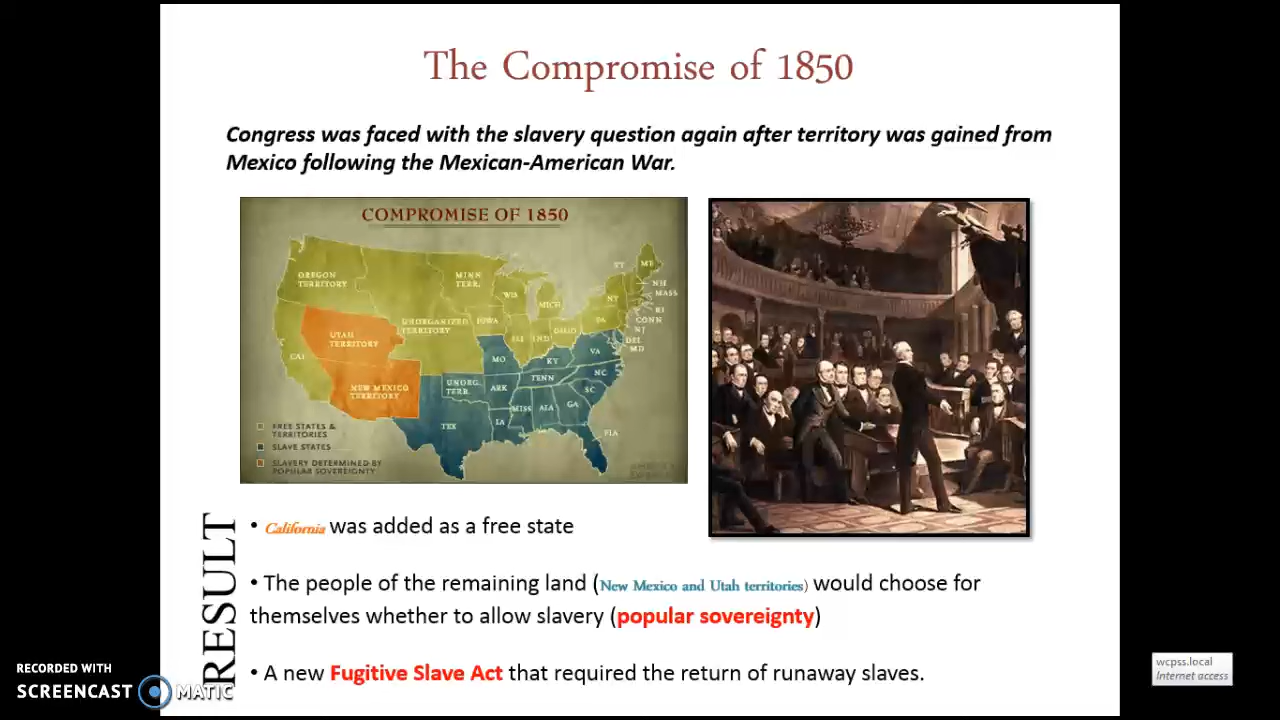 The Compromise of 1850
Congress was faced with the slavery question again after territory was gained from
Mexico following the Mexican-American War.
COMPROMISE OF 1850
OREGON
TERRITORY
MINN
TERR.
UNORGANIZED
TERRITORY
UTAH
TERRITORY
NEW MEXICO
TERRITORY
CAL
WIS
MICH
IOWA
ILL
IND
OHIO
PA
NY
VT
ME
NH
MASS
RI
CONN
NJ
DEL
MD
VA
NC
SC
GA
FLA
ALA
MISS
LA
ARK
TENN
KY
MO
UNORG.
TERR.
TEX
FREE STATES &
TERRITORIES
SLAVE STATES
SLAVERY DETERMINED BY
POPULAR SOVEREIGNTY
RESULT
• California was added as a free state
• The people of the remaining land (New Mexico and Utah territories) would choose for
themselves whether to allow slavery (popular sovereignty)
• A new Fugitive Slave Act that required the return of runaway slaves.
RECORDED WITH
SCREENCAST MATIC
wcpss.local
Internet access